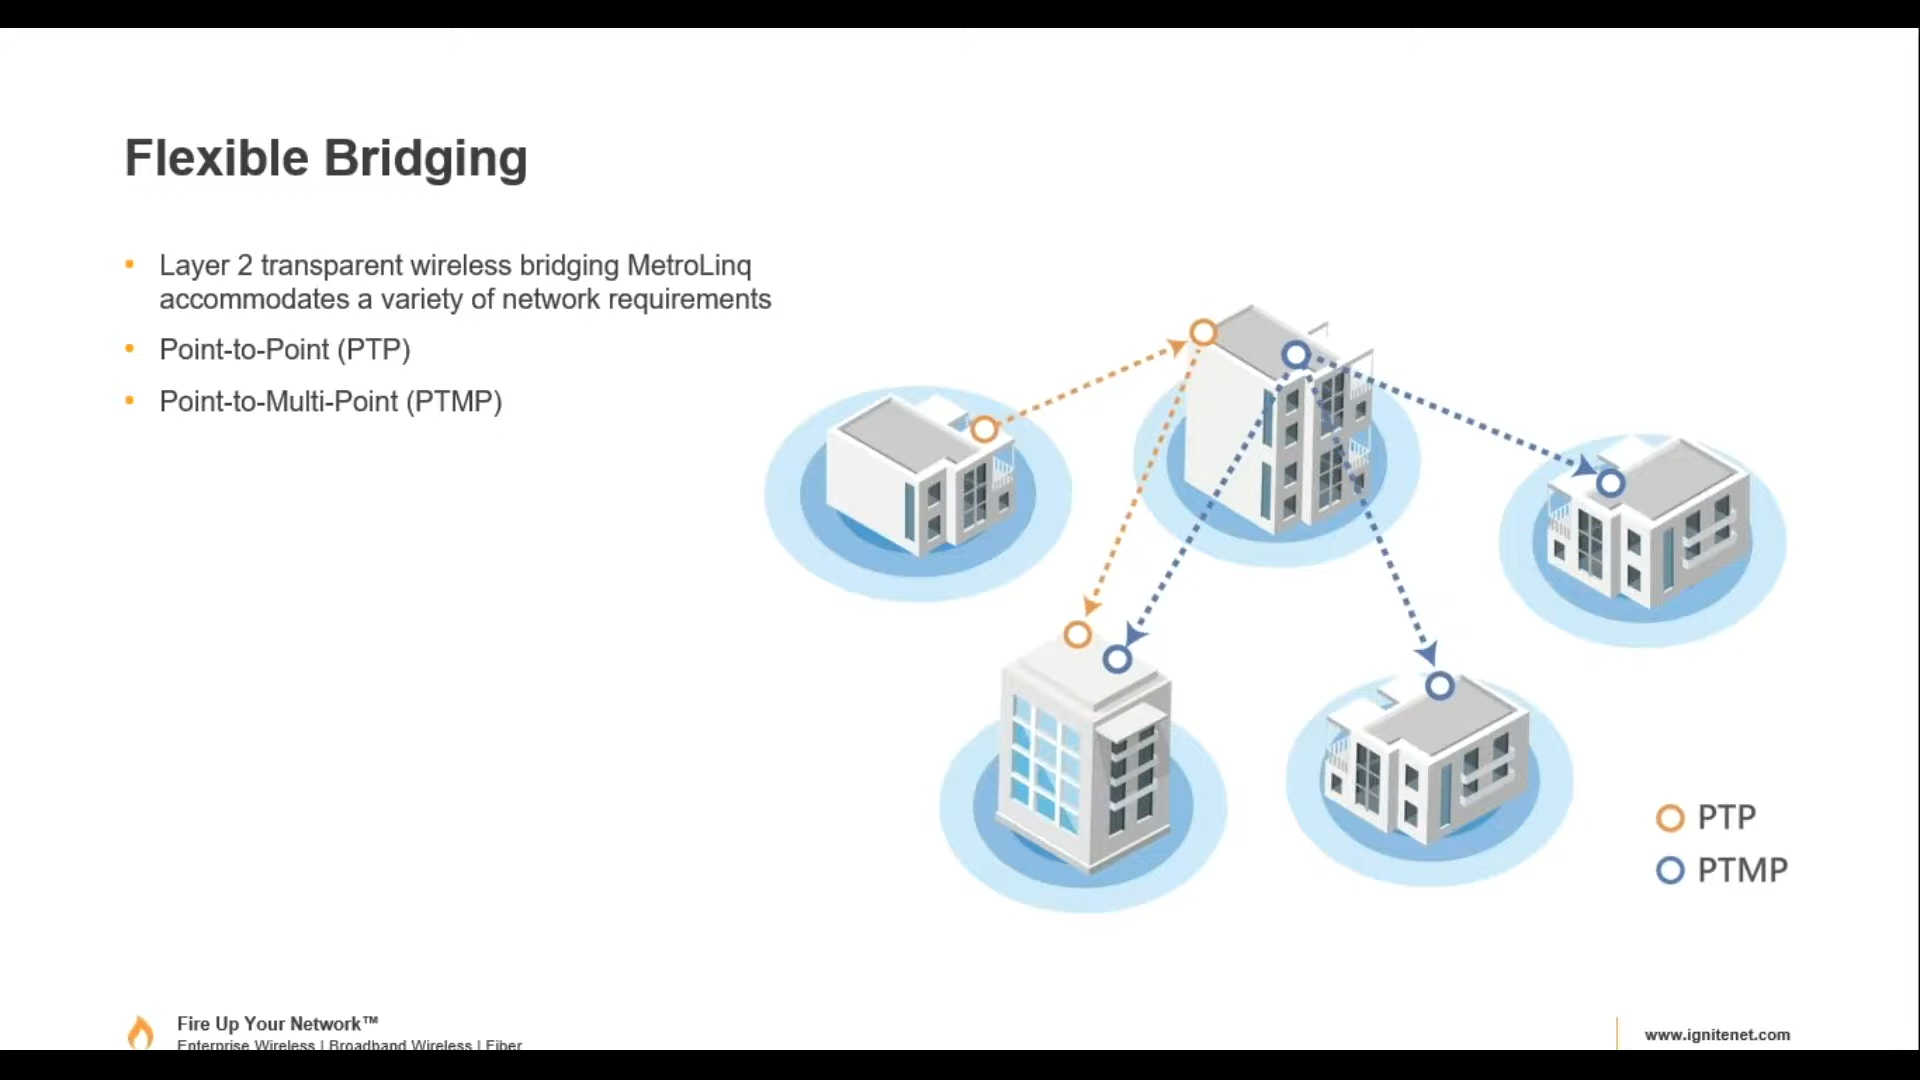 Flexible Bridging
• Layer 2 transparent wireless bridging MetroLinq
accommodates a variety of network requirements
• Point-to-Point (PTP)
• Point-to-Multi-Point (PTMP)
PTP
PTMP
Fire Up Your Network™
Enterprise Wireless | Broadband Wireless | Fiber
www.ignitenet.com